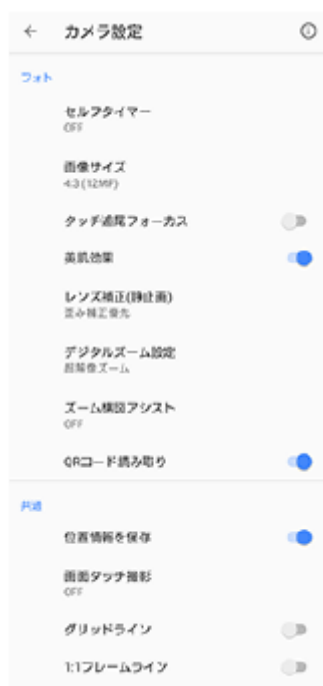 カメラ設定
フォト
セルフタイマー
OFF
画像サイズ
4:3 (12MP)
タッチ追尾フォーカス
美肌効果
レンズ補正(静止画)
歪み補正優先
デジタルズーム設定
超解像ズーム
ズーム構図アシスト
OFF
QRコード読み取り
共通
位置情報を保存
画面タッチ撮影
OFF
グリッドライン
1:1フレームライン